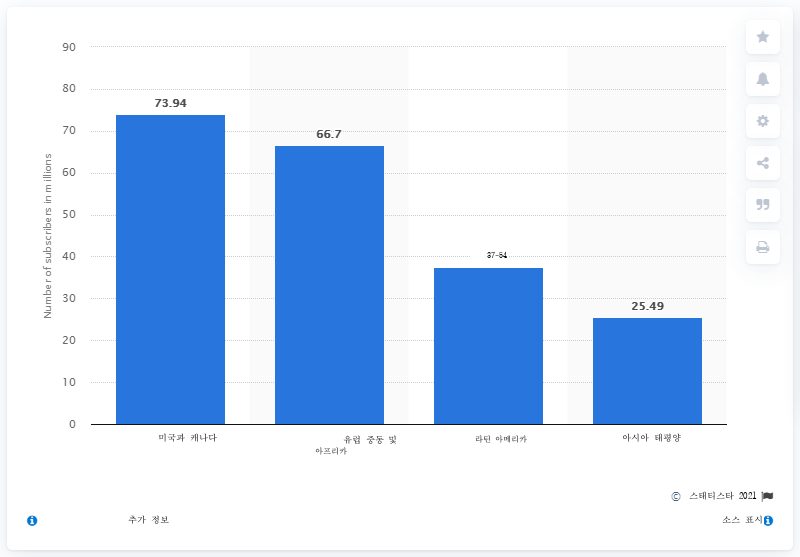 90
80
70
60
50
40
30
20
10
0
Number of subscribers in millions
73.94
66.7
37-54
25.49
미국과 캐나다
유럽 중동 및
아프리카
라틴 아메리카
아시아 태평양
© 스태티스타 2021
추가 정보
소스 표시